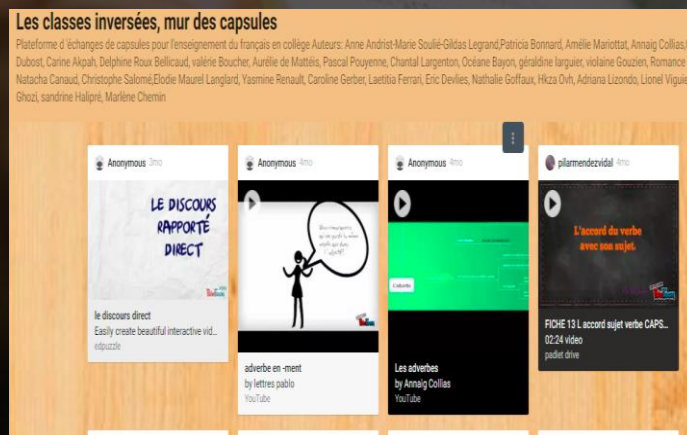 Les classes inversées, mur des capsules
Plateforme d'échanges de capsules pour l'enseignement du français en collège Auteurs: Anne Andrist-Marie Soulié-Gildas Legrand,Patricia Bonnard, Amélie Mariottat, Annaig Collias,
Dubost, Carine Akpah, Delphine Roux Bellicaud, valérie Boucher, Aurélie de Mattéis, Pascal Pouyenne, Chantal Largenton, Océane Bayon, géraldine larguier, violaine Gouzien, Romance
Natacha Canaud, Christophe Salomé,Elodie Maurel Langlard, Yasmine Renault, Caroline Gerber, Laetitia Ferrari, Eric Devlies, Nathalie Goffaux, Hkza Ovh, Adriana Lizondo, Lionel Viguie
Ghozi, sandrine Halipré, Marlène Chemin
Anonymous 3mo
LE DISCOURS
RAPPORTÉ
DIRECT
le discours direct
Easily create beautiful interactive vid...
edpuzzle
Anonymous 4mo
adverbe en -ment
by lettres pablo
YouTube
Anonymous 4mo
Les adverbes
by Annaig Collias
YouTube
pilarmendezvidal 4mo
L'accord du verbe
avec son sujet.
FICHE 13 L accord sujet verbe CAPS...
02:24 video
padlet drive